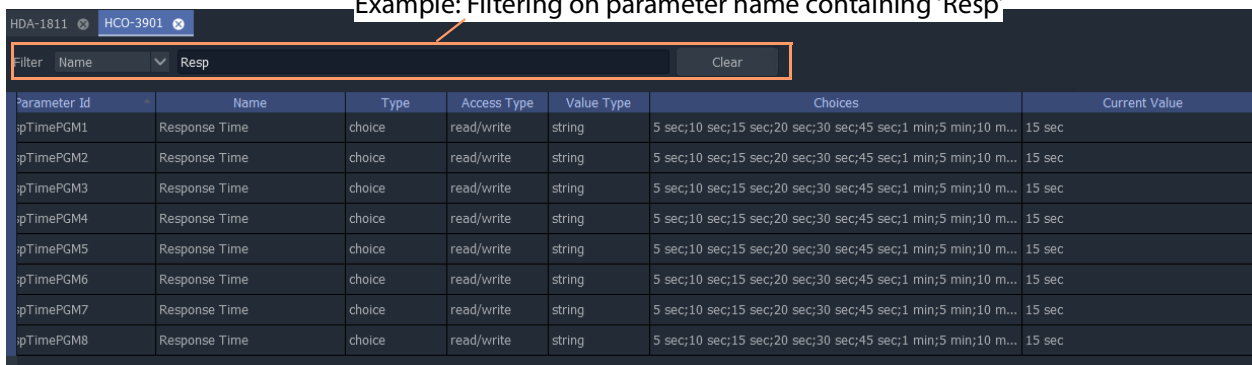 Example: Filtering on parameter name containing 'Resp'
HDA-1811 HCO-3901
Filter Name Resp Clear
Parameter Id Name Type Access Type Value Type Choices Current Value
spTimePGM1 Response Time choice read/write string 5 sec;10 sec;15 sec;20 sec;30 sec;45 sec;1 min;5 min;10 m... 15 sec
spTimePGM2 Response Time choice read/write string 5 sec;10 sec;15 sec;20 sec;30 sec;45 sec;1 min;5 min;10 m... 15 sec
spTimePGM3 Response Time choice read/write string 5 sec;10 sec;15 sec;20 sec;30 sec;45 sec;1 min;5 min;10 m... 15 sec
spTimePGM4 Response Time choice read/write string 5 sec;10 sec;15 sec;20 sec;30 sec;45 sec;1 min;5 min;10 m... 15 sec
spTimePGM5 Response Time choice read/write string 5 sec;10 sec;15 sec;20 sec;30 sec;45 sec;1 min;5 min;10 m... 15 sec
spTimePGM6 Response Time choice read/write string 5 sec;10 sec;15 sec;20 sec;30 sec;45 sec;1 min;5 min;10 m... 15 sec
spTimePGM7 Response Time choice read/write string 5 sec;10 sec;15 sec;20 sec;30 sec;45 sec;1 min;5 min;10 m... 15 sec
spTimePGM8 Response Time choice read/write string 5 sec;10 sec;15 sec;20 sec;30 sec;45 sec;1 min;5 min;10 m... 15 sec